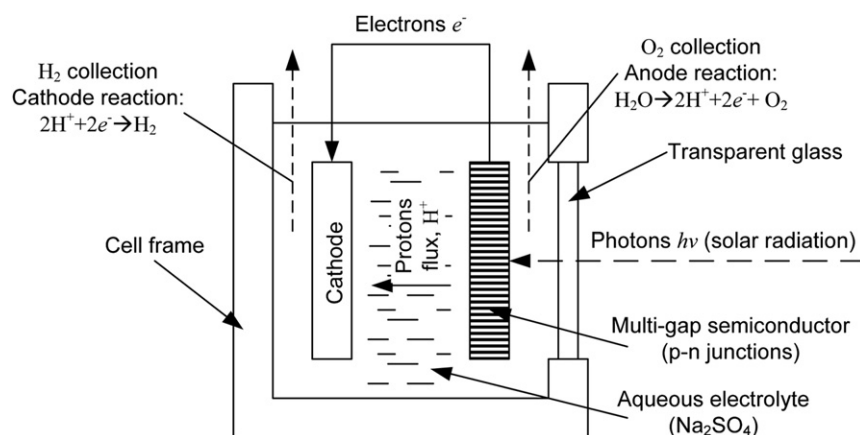 Electrons e⁻
H₂ collection
Cathode reaction:
2H⁺+2e⁻→H₂
O₂ collection
Anode reaction:
H₂O→2H⁺+2e⁻+ O₂
Transparent glass
Cell frame
Cathode
Protons
flux, H⁺
Photons hν (solar radiation)
Multi-gap semiconductor
(p-n junctions)
Aqueous electrolyte
(Na₂SO₄)